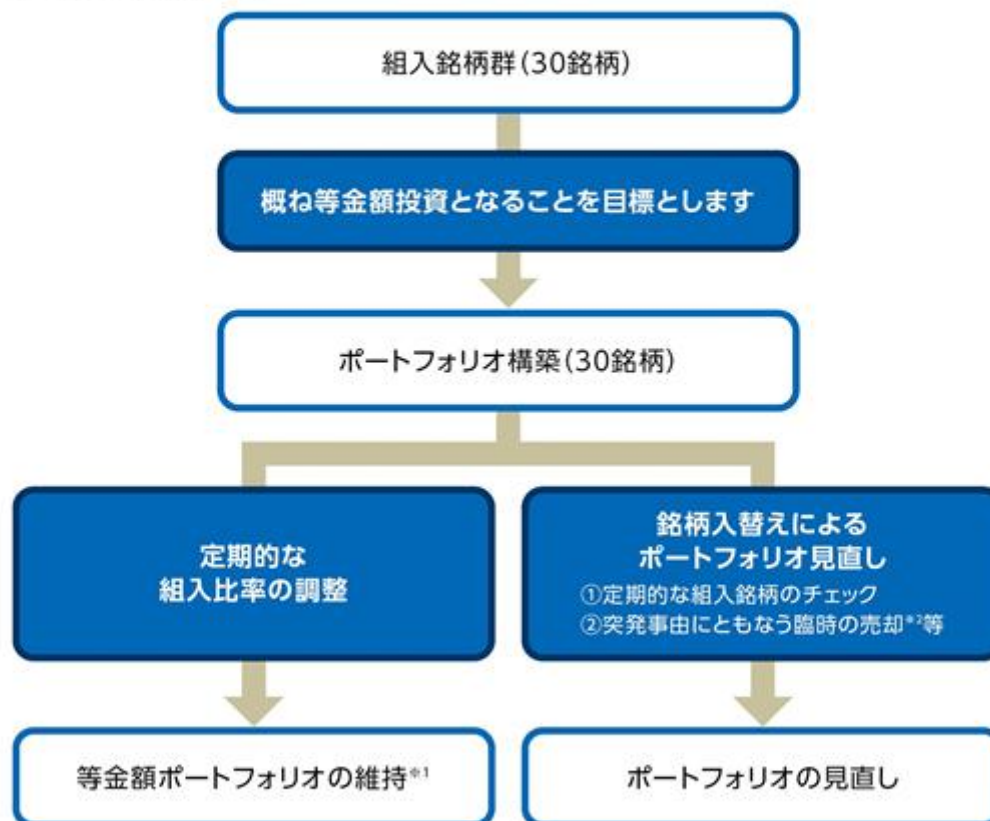 組入銘柄群(30銘柄)
概ね等金額投資となることを目標とします
ポートフォリオ構築(30銘柄)
定期的な
組入比率の調整
銘柄入替えによる
ポートフォリオ見直し
①定期的な組入銘柄のチェック
②突発事由にともなう臨時の売却※2等
等金額ポートフォリオの維持※1
ポートフォリオの見直し